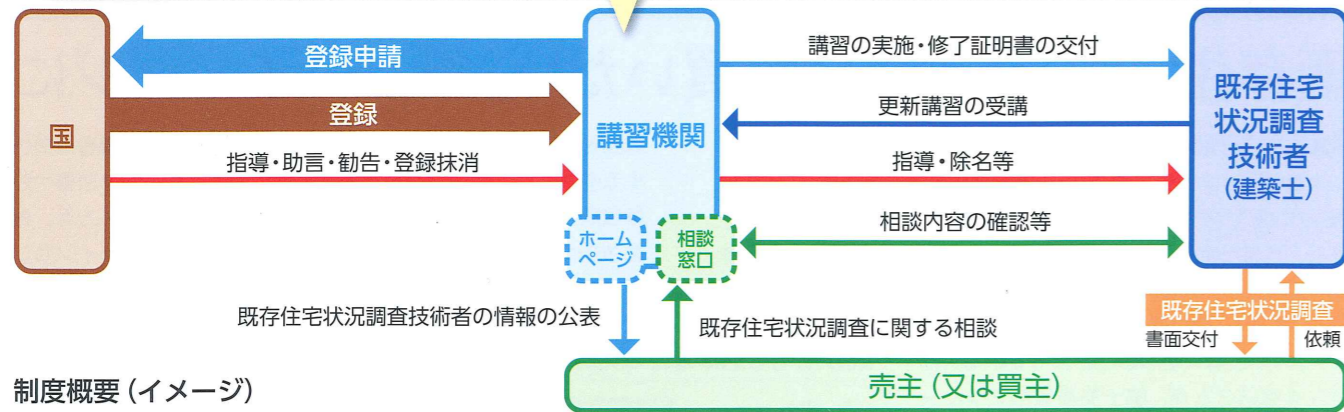 登録申請
登録
指導・助言・勧告・登録抹消
国
講習機関
ホーム
ページ
相談
窓口
講習の実施・修了証明書の交付
更新講習の受講
指導・除名等
相談内容の確認等
既存住宅
状況調査
技術者
(建築士)
既存住宅状況調査技術者の情報の公表
既存住宅状況調査に関する相談
既存住宅状況調査
書面交付
依頼
売主(又は買主)
制度概要(イメージ)